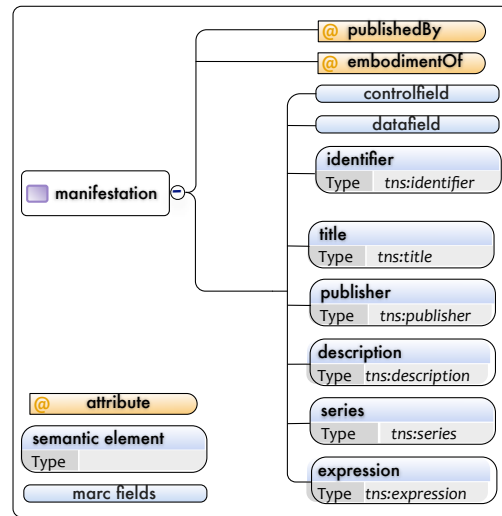 @ publishedBy
@ embodimentOf
controlfield
datafield
identifier
Type tns:identifier
manifestation
title
Type tns:title
publisher
Type tns:publisher
description
Type tns:description
series
Type tns:series
expression
Type tns:expression
@ attribute
semantic element
Type
marc fields